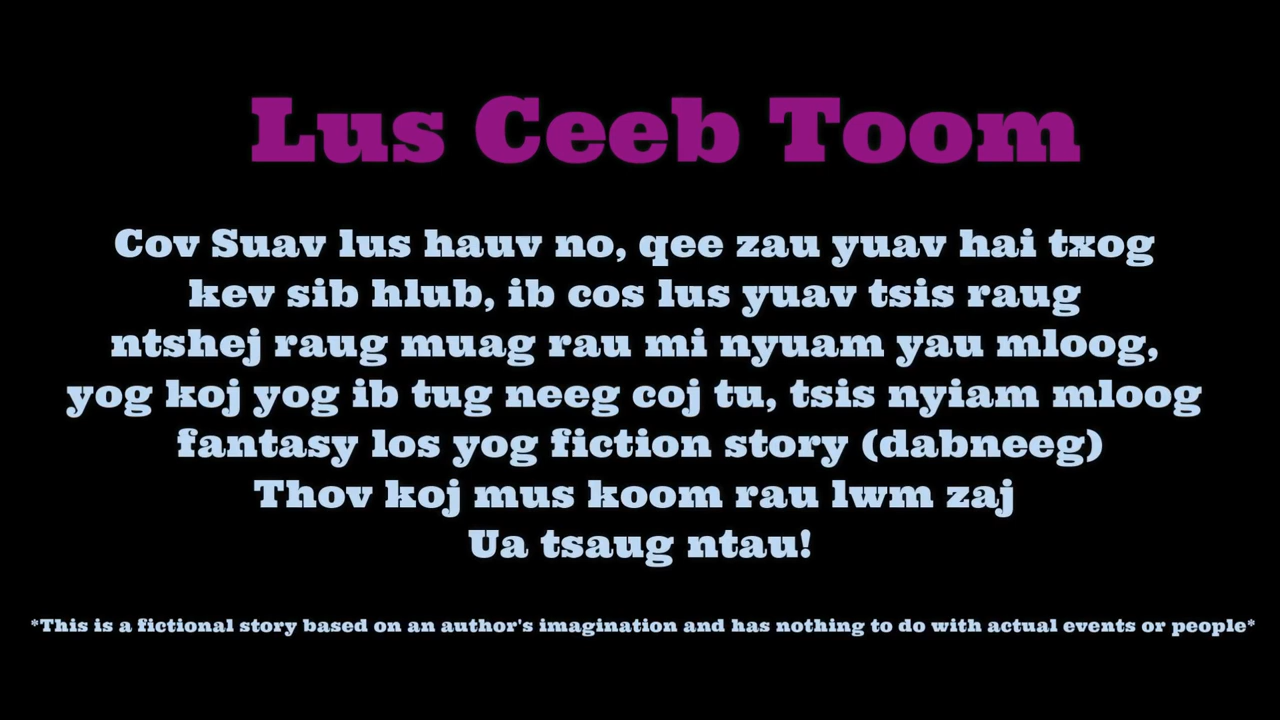 Lus Ceeb Toom
Cov Suav lus hauv no, qee zau yuav hai txog
kev sib hlub, ib cos lus yuav tsis raug
ntshej raug muag rau mi nyuam yau mloog,
yog koj yog ib tug neeg coj tu, tsis nyiam mloog
fantasy los yog fiction story (dabneeg)
Thov koj mus koom rau lwm zaj
Ua tsaug ntau!
*This is a fictional story based on an author's imagination and has nothing to do with actual events or people*